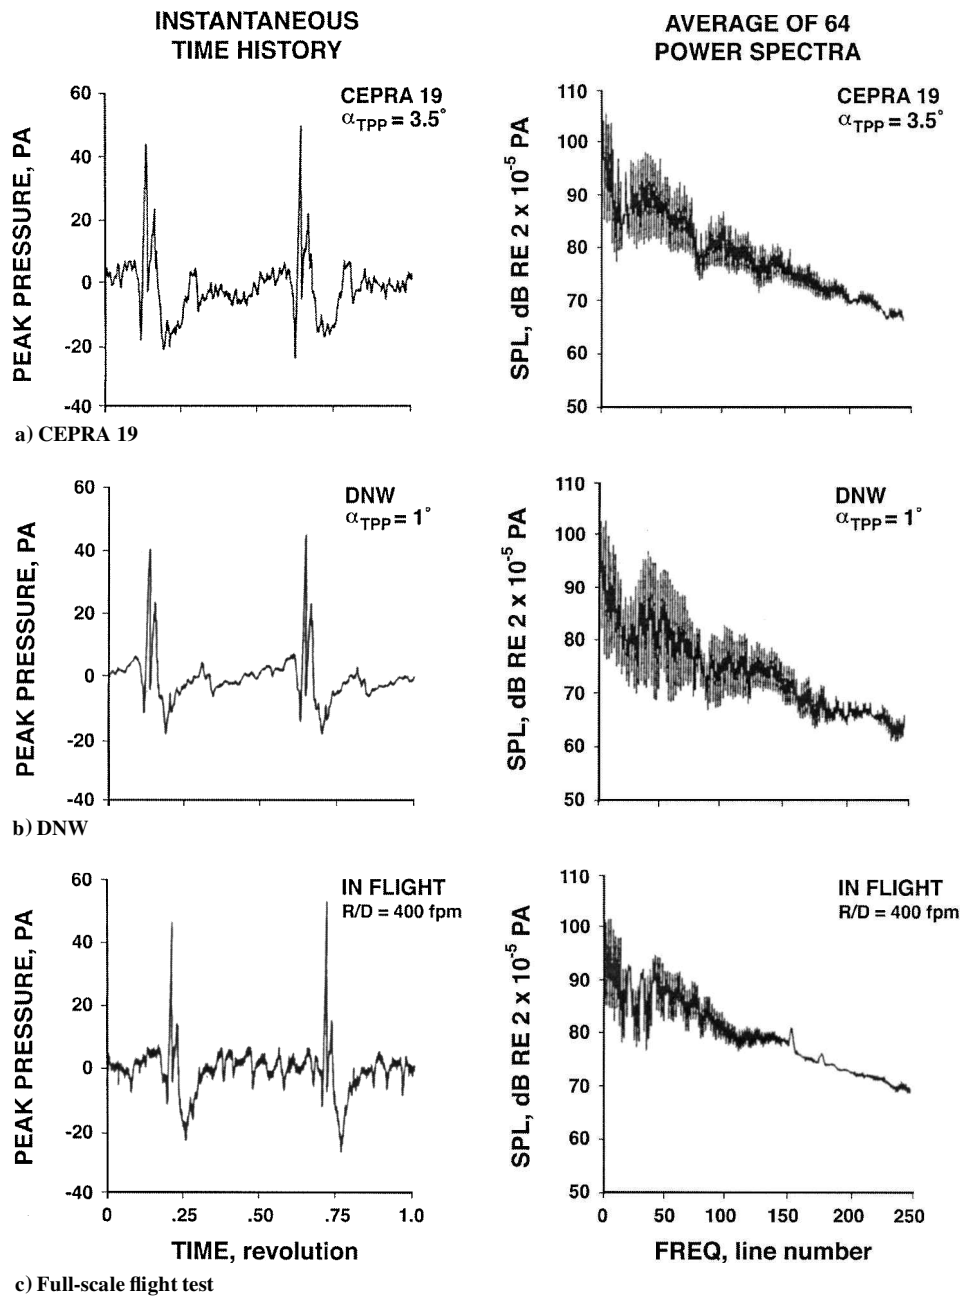 INSTANTANEOUS
TIME HISTORY
AVERAGE OF 64
POWER SPECTRA
PEAK PRESSURE, PA
60
40
20
0
-20
-40
CEPRA 19
αTPP = 3.5°
SPL, dB RE 2 x 10-5 PA
110
100
90
80
70
60
50
CEPRA 19
αTPP = 3.5°
a) CEPRA 19
PEAK PRESSURE, PA
60
40
20
0
-20
-40
DNW
αTPP = 1°
SPL, dB RE 2 x 10-5 PA
110
100
90
80
70
60
50
DNW
αTPP = 1°
b) DNW
PEAK PRESSURE, PA
60
40
20
0
-20
-40
IN FLIGHT
R/D = 400 fpm
0 .25 .50 .75 1.0
TIME, revolution
SPL, dB RE 2 x 10-5 PA
110
100
90
80
70
60
50
IN FLIGHT
R/D = 400 fpm
0 50 100 150 200 250
FREQ, line number
c) Full-scale flight test